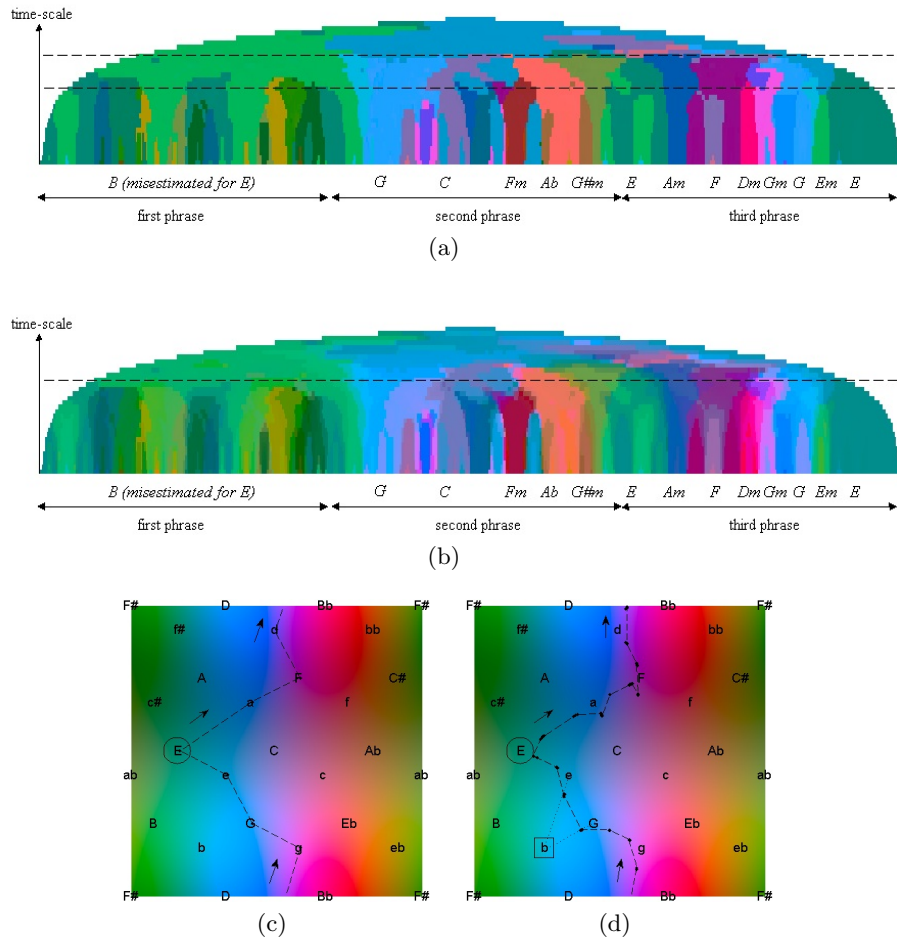 time-scale
B (misestimated for E) G C Fm Ab G#m E Am F Dm Gm G Em E
first phrase second phrase third phrase
(a)
time-scale
B (misestimated for E) G C Fm Ab G#m E Am F Dm Gm G Em E
first phrase second phrase third phrase
(b)
F# D Bb F# F# D Bb F#
f# d bb f# d bb
A F C# A F C#
c# a f c# a f
E C Ab E C Ab
ab e c ab ab e c ab
B G Eb B G Eb
b g eb b g eb
F# D Bb F# F# D Bb F#
(c) (d)